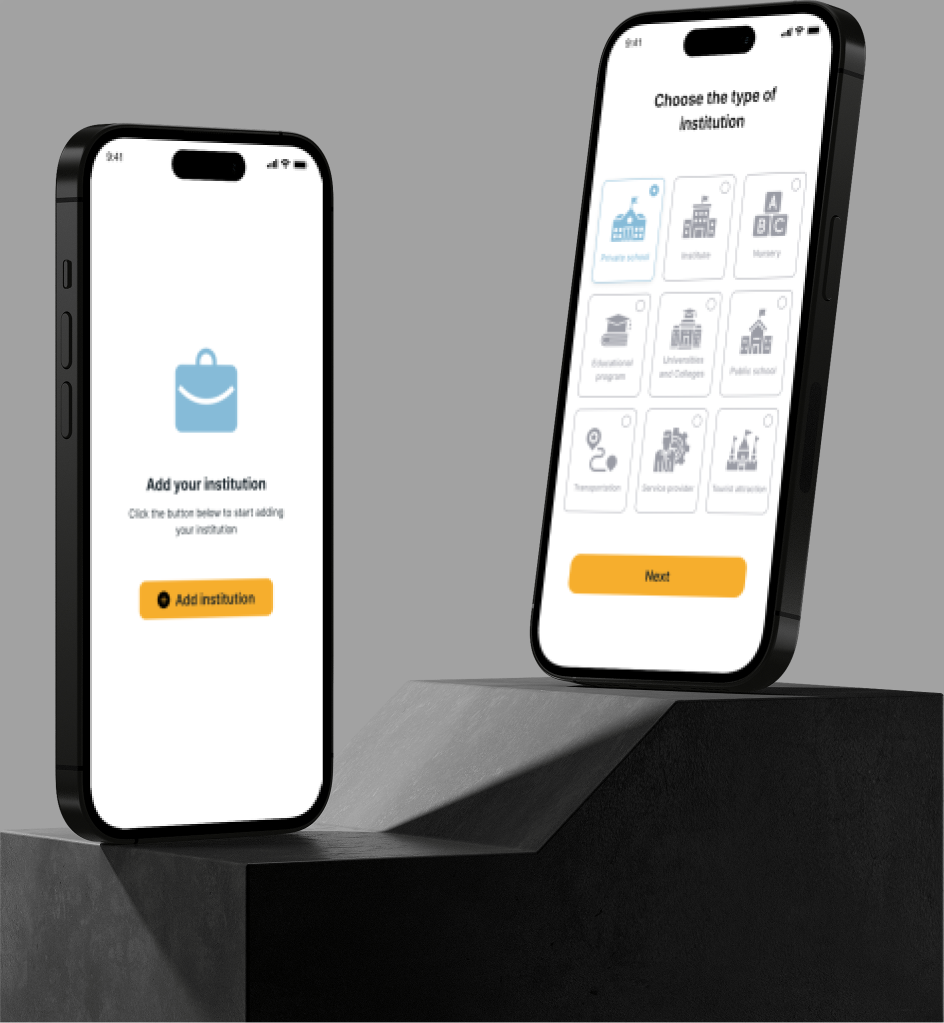 9:41
Add your institution
Click the button below to start adding
your institution
Add institution
9:41
Choose the type of
institution
Private school
Institute
A
B C
Nursery
Educational
program
Universities
and Colleges
Public school
Transportation
Service provider
Tourist attraction
Next